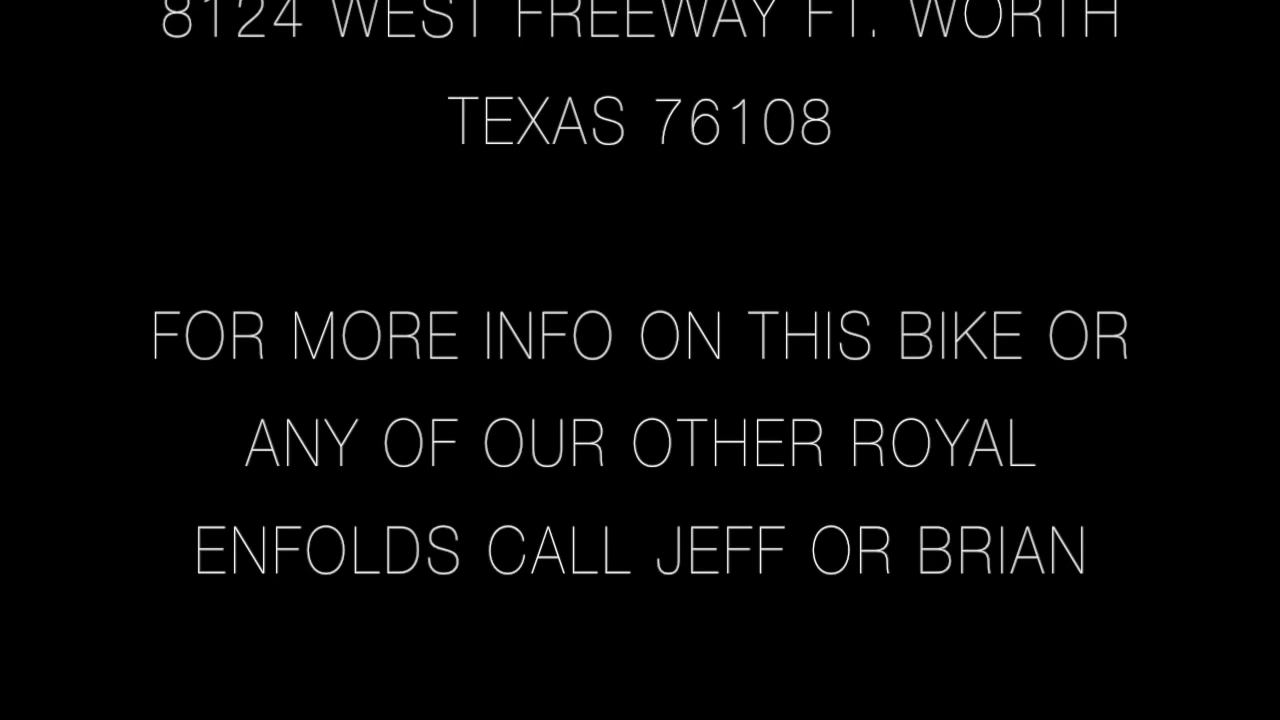 8124 WEST FREEWAY FT. WORTH
TEXAS 76108
FOR MORE INFO ON THIS BIKE OR
ANY OF OUR OTHER ROYAL
ENFOLDS CALL JEFF OR BRIAN